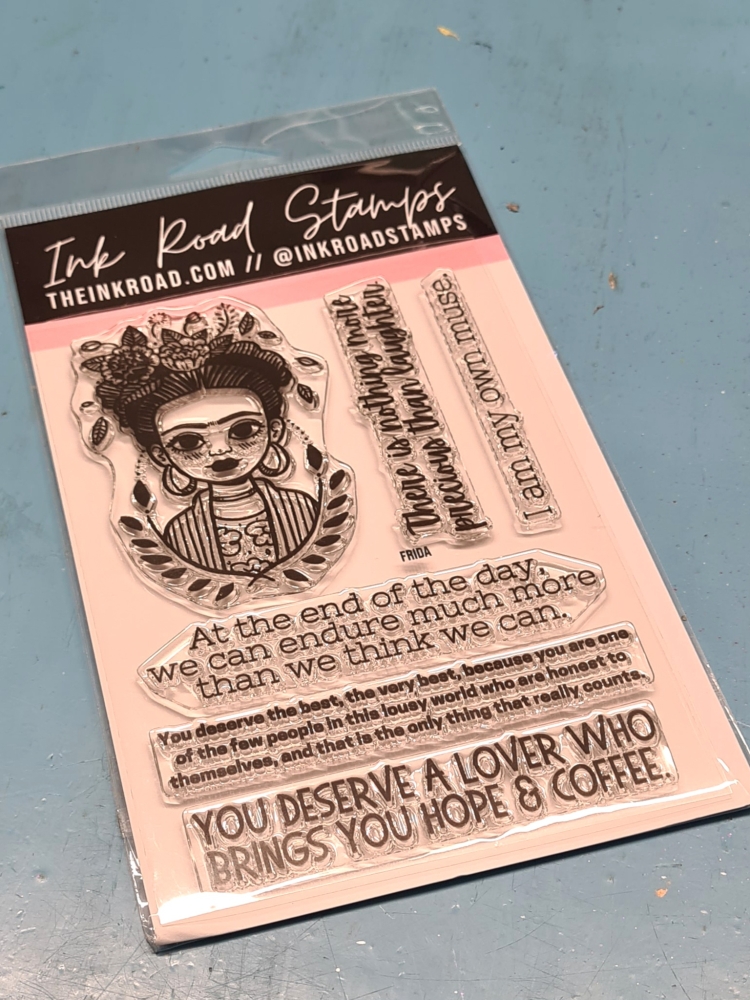 Ink Road Stamps
THEINKROAD.COM // @INKROADSTAMPS
There is nothing more
precious than laughter
I am my own muse.
FRIDA
At the end of the day,
we can endure much more
than we think we can.
You deserve the best, the very best, because you are one
of the few people in this lousy world who are honest to
themselves, and that is the only thing that really counts.
YOU DESERVE A LOVER WHO
BRINGS YOU HOPE & COFFEE.